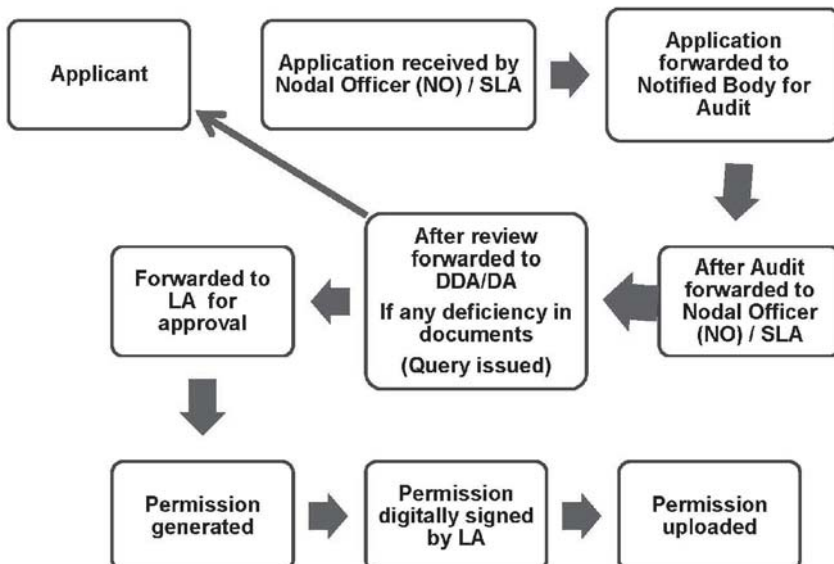 Applicant
Application received by
Nodal Officer (NO) / SLA
Application
forwarded to
Notified Body for
Audit
After Audit
forwarded to
Nodal Officer
(NO) / SLA
After review
forwarded to
DDA/DA
If any deficiency in
documents
(Query issued)
Forwarded to
LA for
approval
Permission
generated
Permission
digitally signed
by LA
Permission
uploaded